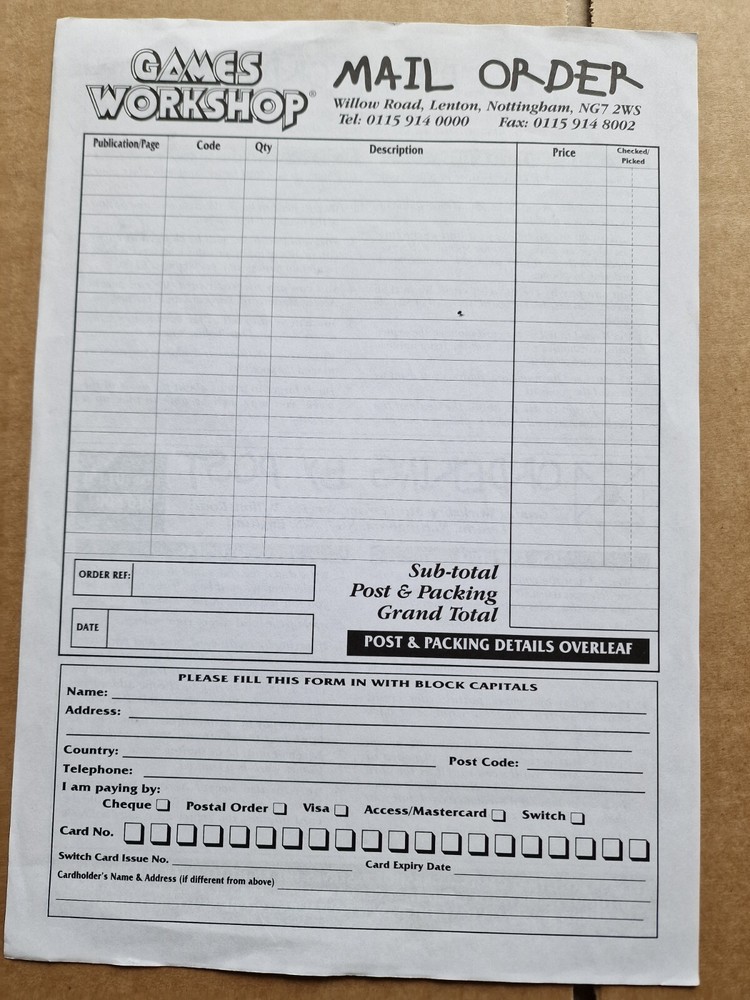 GAMES WORKSHOP®
MAIL ORDER
Willow Road, Lenton, Nottingham, NG7 2WS
Tel: 0115 914 0000 Fax: 0115 914 8002
Publication/Page Code Qty Description Price Checked/Picked
Sub-total
ORDER REF:
Post & Packing
Grand Total
DATE
POST & PACKING DETAILS OVERLEAF
PLEASE FILL THIS FORM IN WITH BLOCK CAPITALS
Name:
Address:
Country: Post Code:
Telephone:
I am paying by:
Cheque Postal Order Visa Access/Mastercard Switch
Card No.
Switch Card Issue No. Card Expiry Date
Cardholder's Name & Address (if different from above)